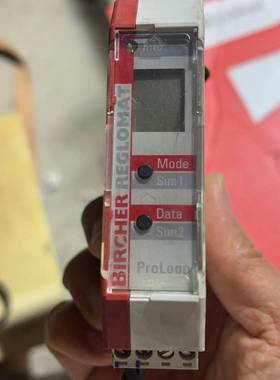 Mode
Sim1
Data
Sim2
BIRCHER REGLOMAT
ProLoop